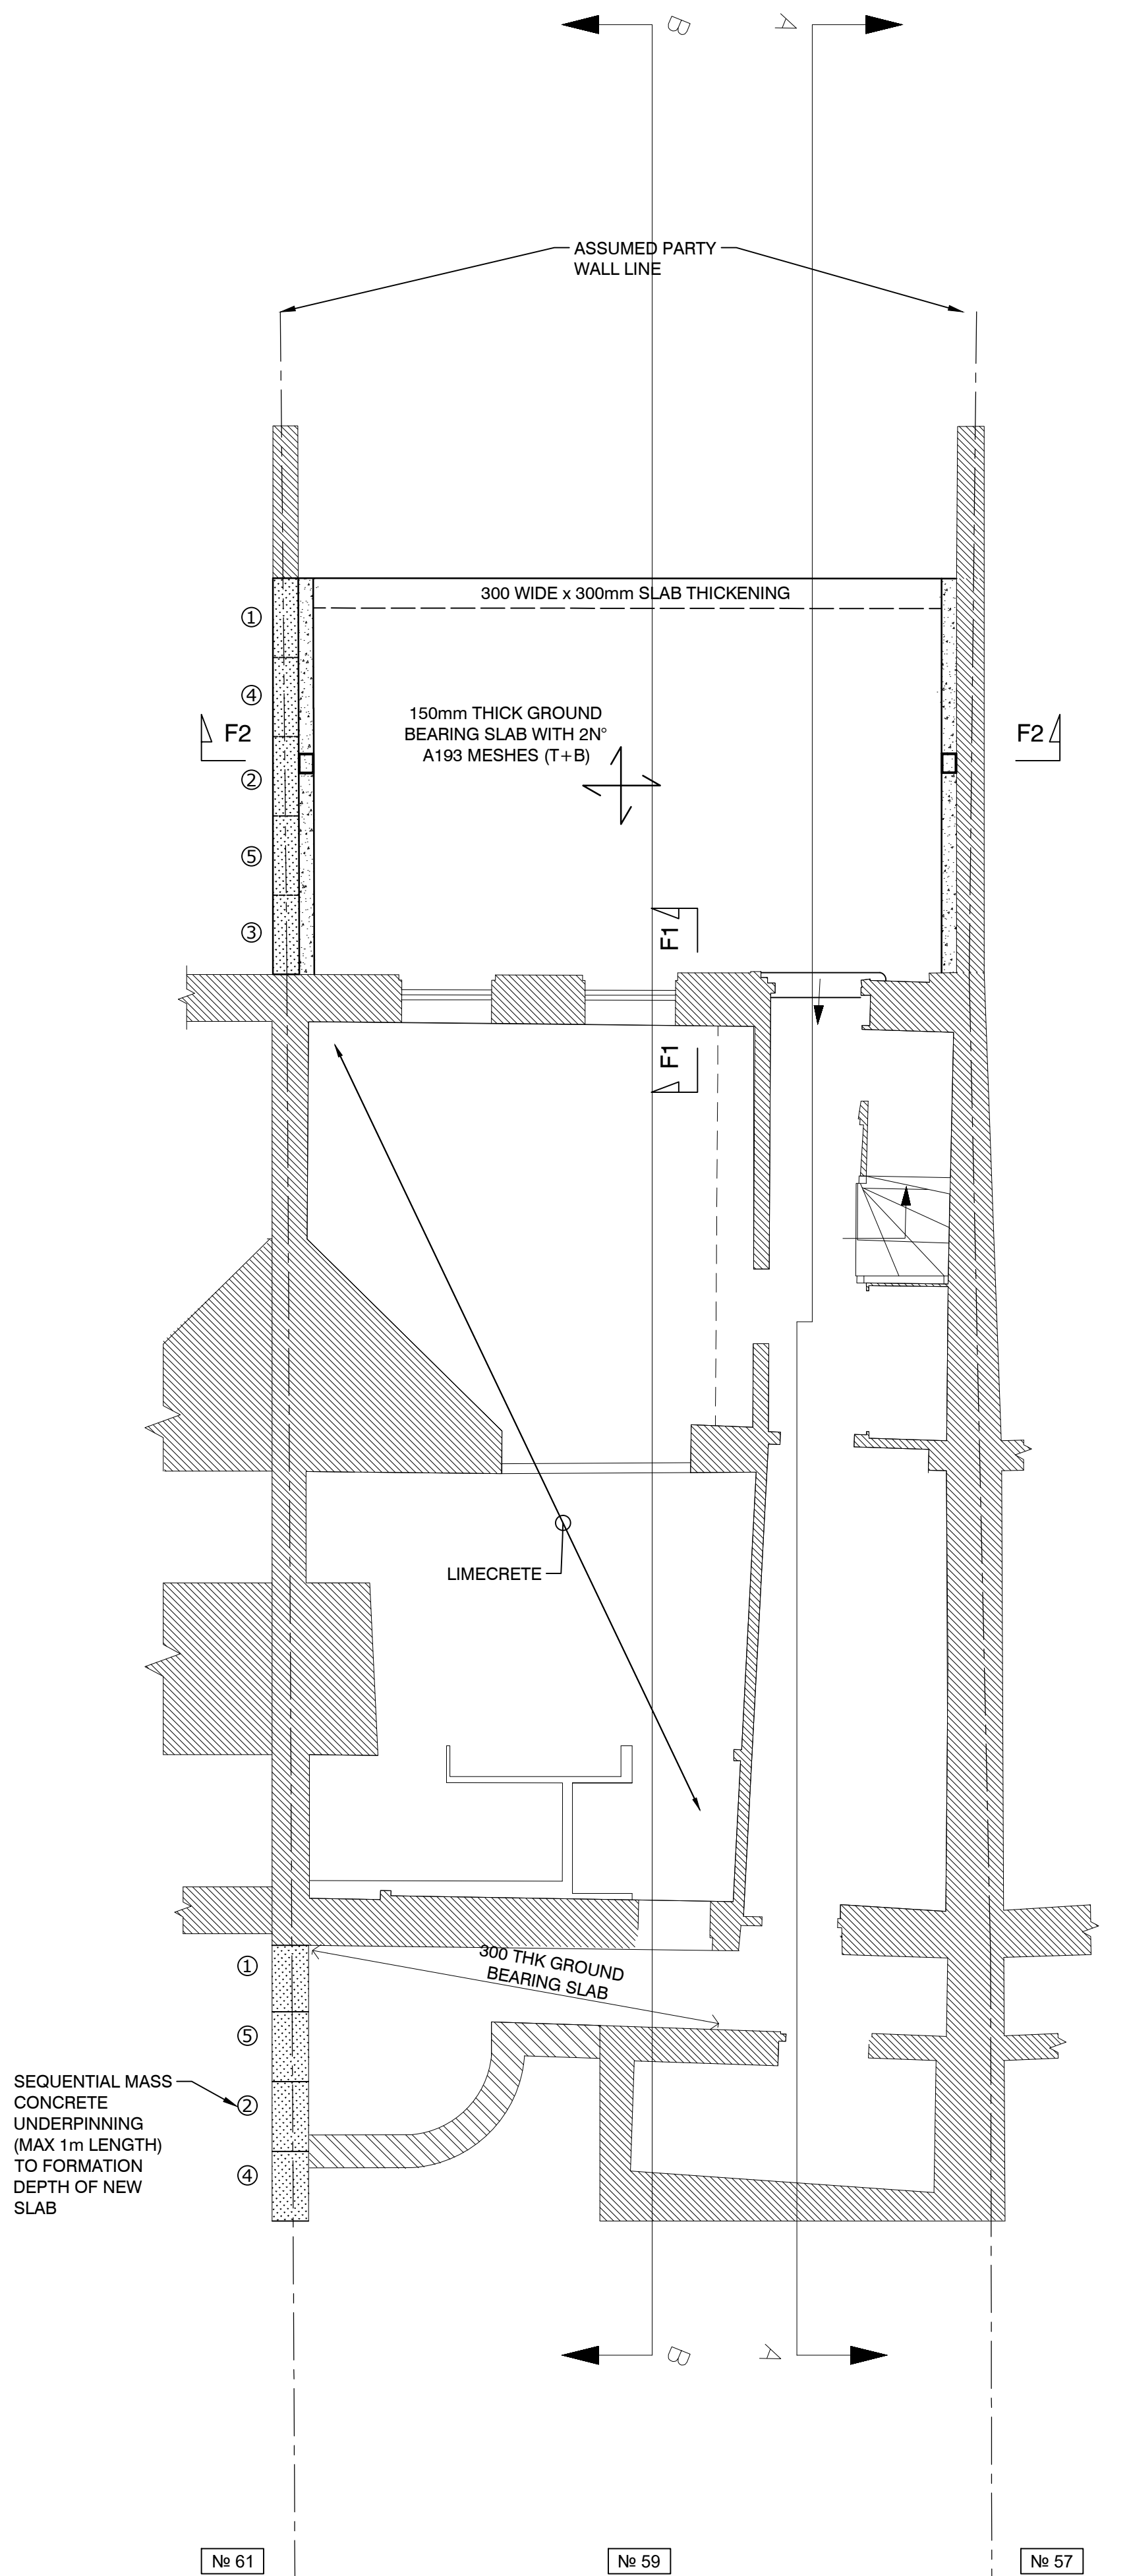 B
A
ASSUMED PARTY
WALL LINE
300 WIDE x 300mm SLAB THICKENING
①
④
②
⑤
③
F2
F2
150mm THICK GROUND
BEARING SLAB WITH 2N°
A193 MESHES (T+B)
F1
F1
LIMECRETE
300 THK GROUND
BEARING SLAB
①
⑤
②
④
SEQUENTIAL MASS
CONCRETE
UNDERPINNING
(MAX 1m LENGTH)
TO FORMATION
DEPTH OF NEW
SLAB
B
A
№ 61
№ 59
№ 57